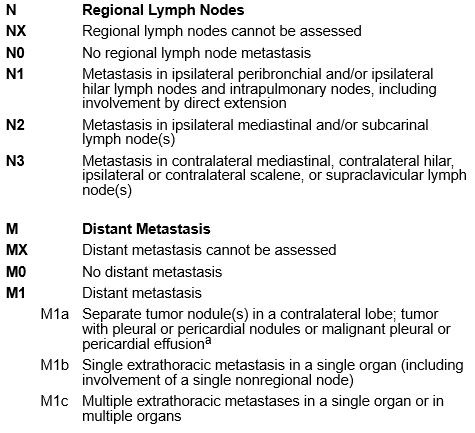 N Regional Lymph Nodes
NX Regional lymph nodes cannot be assessed
N0 No regional lymph node metastasis
N1 Metastasis in ipsilateral peribronchial and/or ipsilateral
hilar lymph nodes and intrapulmonary nodes, including
involvement by direct extension
N2 Metastasis in ipsilateral mediastinal and/or subcarinal
lymph node(s)
N3 Metastasis in contralateral mediastinal, contralateral hilar,
ipsilateral or contralateral scalene, or supraclavicular lymph
node(s)
M Distant Metastasis
MX Distant metastasis cannot be assessed
M0 No distant metastasis
M1 Distant metastasis
M1a Separate tumor nodule(s) in a contralateral lobe; tumor
with pleural or pericardial nodules or malignant pleural or
pericardial effusionᵃ
M1b Single extrathoracic metastasis in a single organ (including
involvement of a single nonregional node)
M1c Multiple extrathoracic metastases in a single organ or in
multiple organs